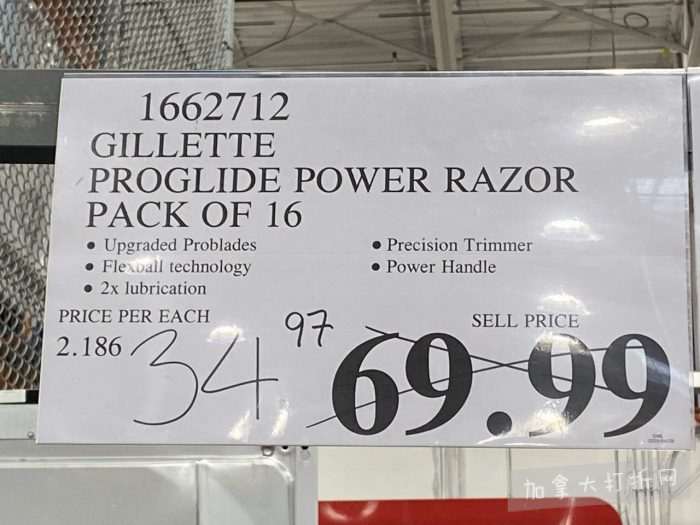 1662712
GILLETTE
PROGLIDE POWER RAZOR
PACK OF 16
• Upgraded Problades
• Flexball technology
• 2x lubrication
• Precision Trimmer
• Power Handle
PRICE PER EACH
2.186
34 97
SELL PRICE
69.99
加拿大打折网